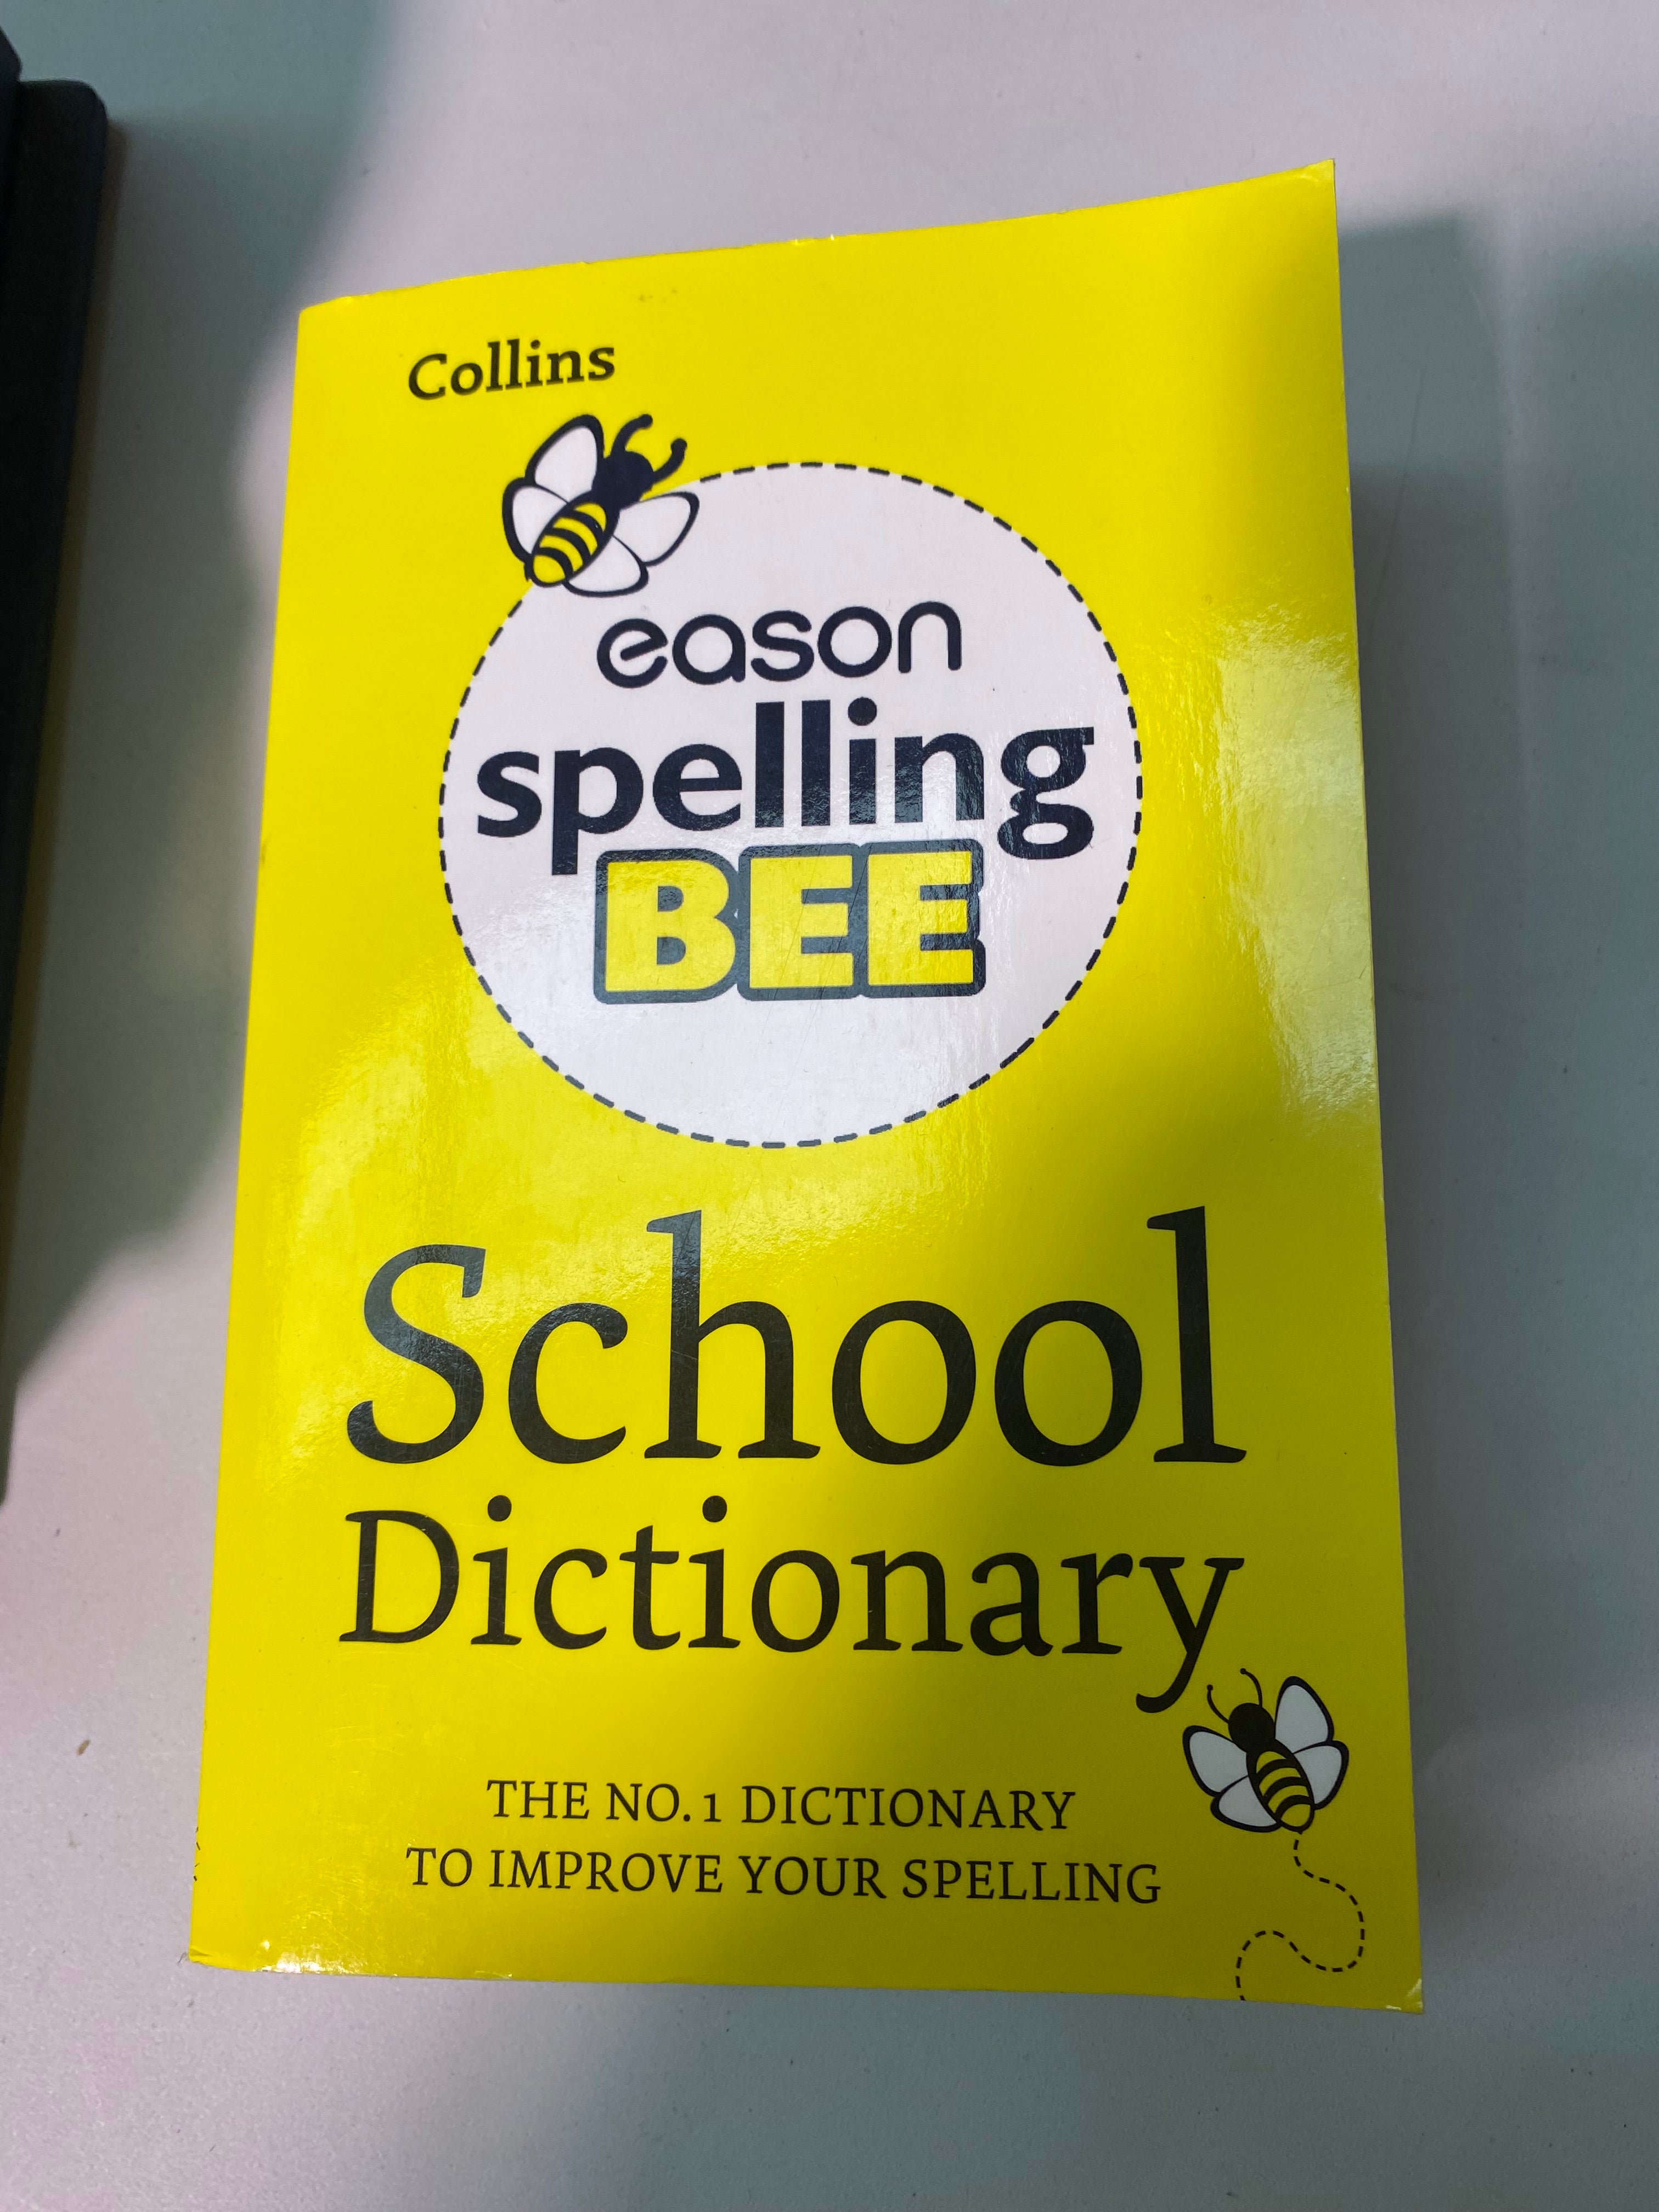 Collins
eason
spelling
BEE
School
Dictionary
THE NO.1 DICTIONARY
TO IMPROVE YOUR SPELLING